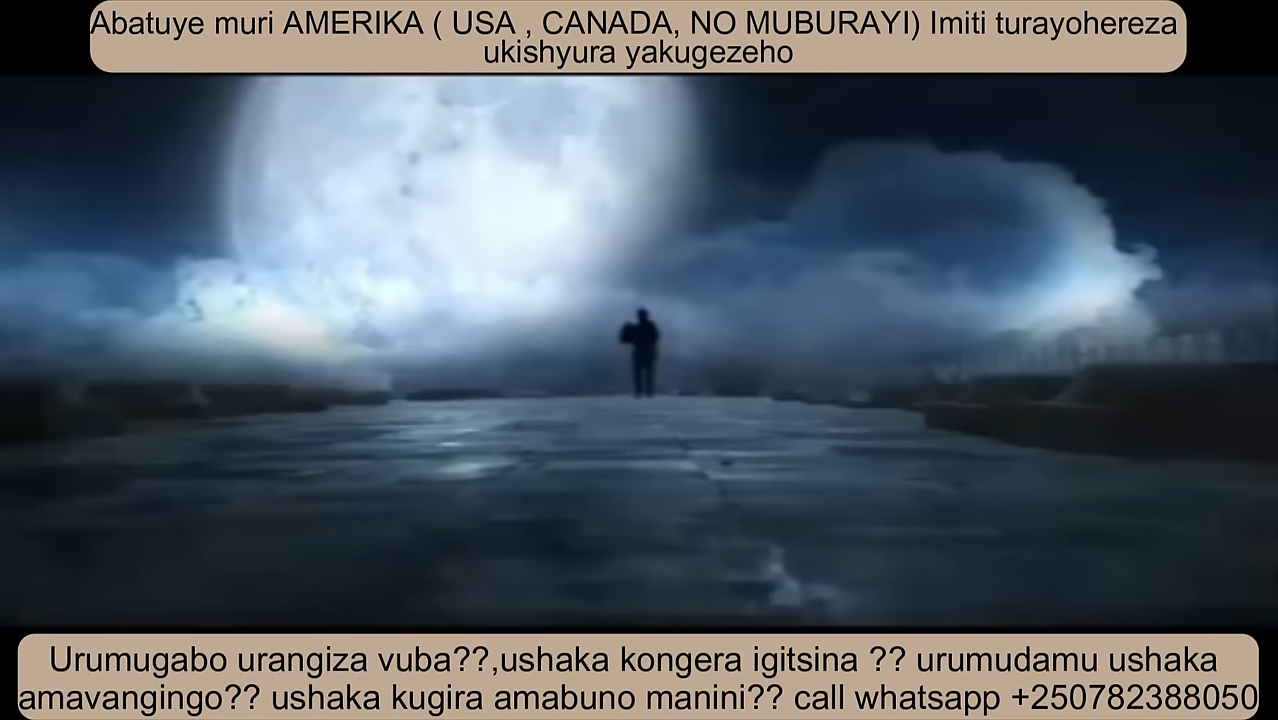 Abatuye muri AMERIKA ( USA , CANADA, NO MUBURAYI) Imiti turayohereza
ukishyura yakugezeho
Urumugabo urangiza vuba??,ushaka kongera igitsina ?? urumudamu ushaka
amavangingo?? ushaka kugira amabuno manini?? call whatsapp +250782388050